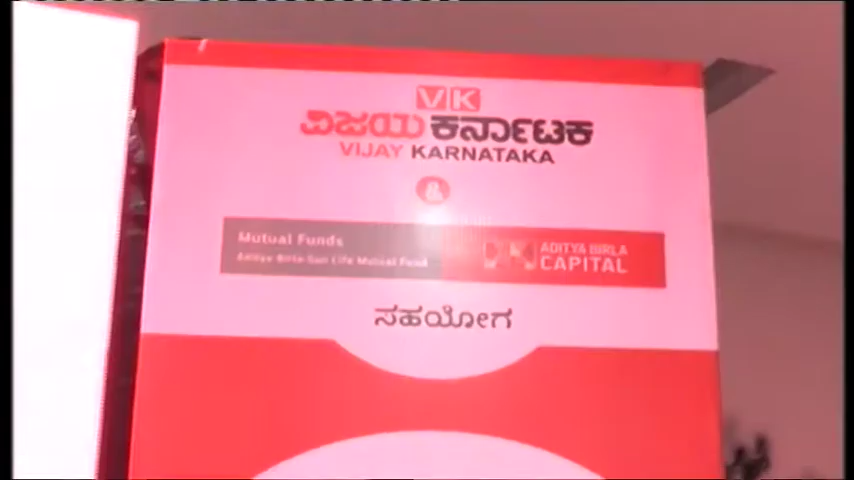 VK
ವಿಜಯ ಕರ್ನಾಟಕ
VIJAY KARNATAKA
&
Mutual Funds
Aditya Birla Sun Life Mutual Fund
ADITYA BIRLA
CAPITAL
ಸಹಯೋಗ